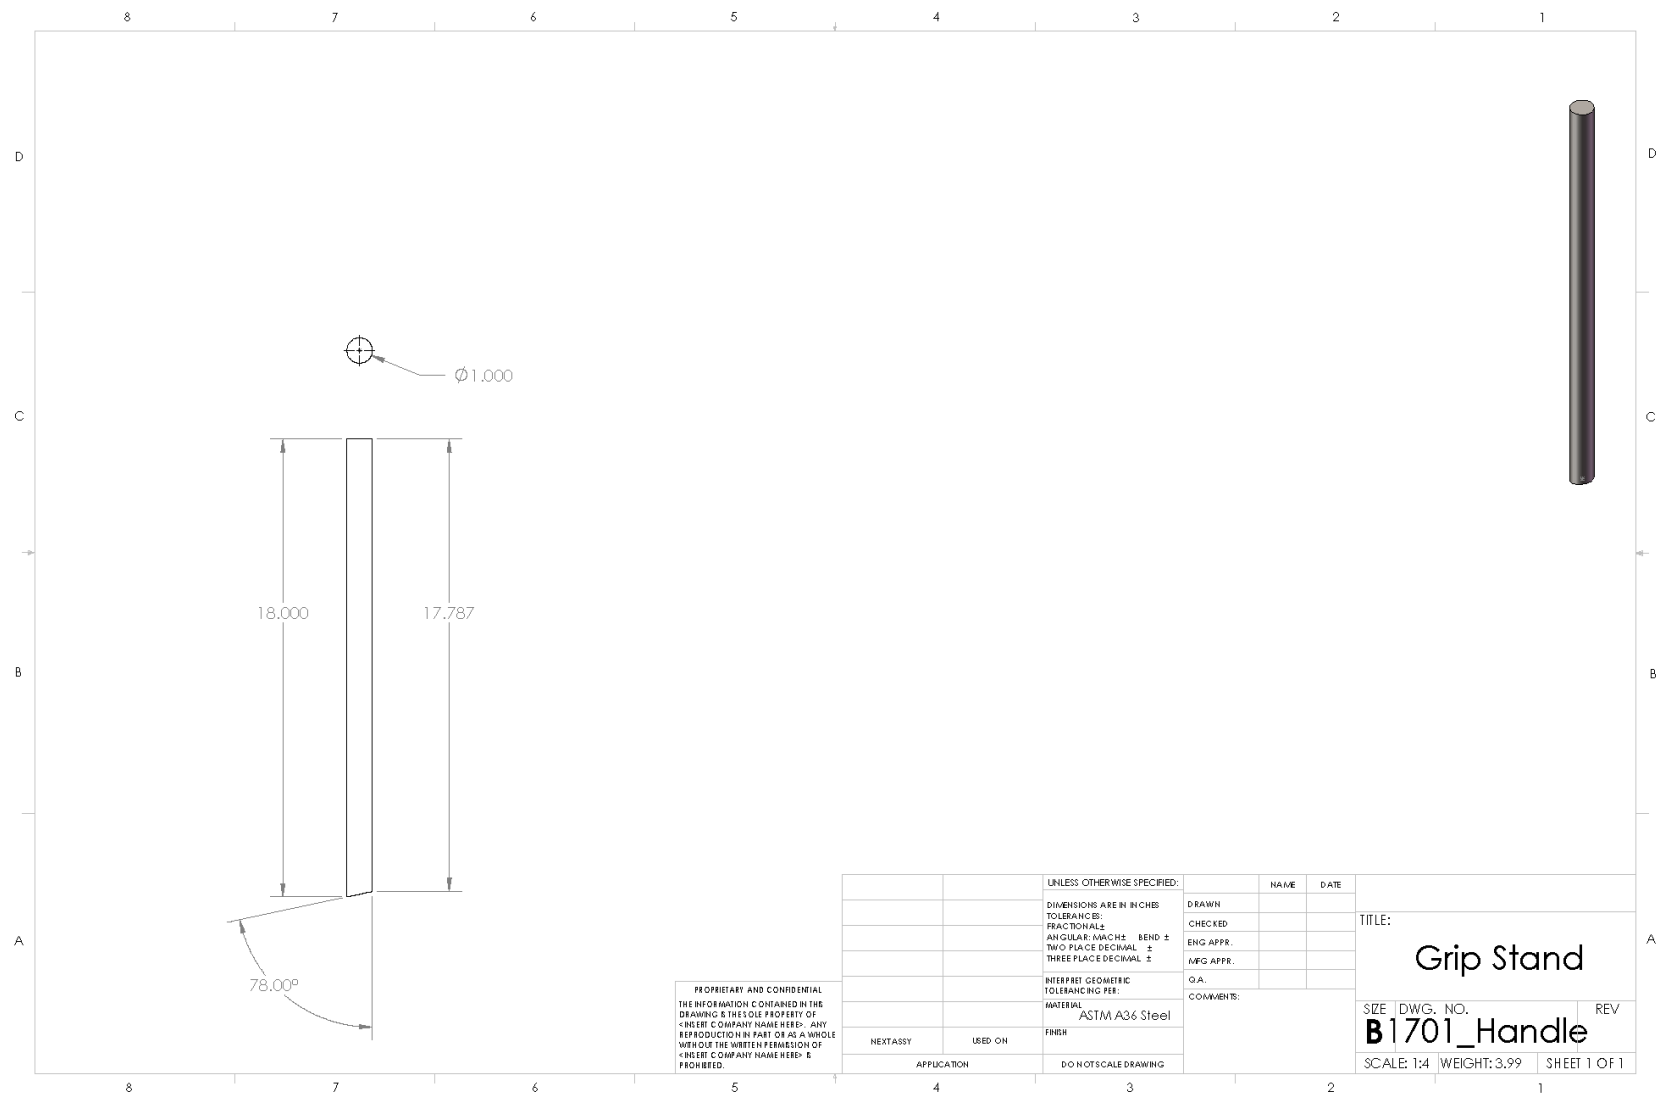 8 7 6 5 4 3 2 1
D D
Ø1.000
C C
18.000 17.787
B B
78.00°
A A
PROPRIETARY AND CONFIDENTIAL
THE INFORMATION CONTAINED IN THIS
DRAWING IS THE SOLE PROPERTY OF
<INSERT COMPANY NAME HERE>. ANY
REPRODUCTION IN PART OR AS A WHOLE
WITHOUT THE WRITTEN PERMISSION OF
<INSERT COMPANY NAME HERE> IS
PROHIBITED.
NEXT ASSY USED ON
APPLICATION
UNLESS OTHERWISE SPECIFIED:
DIMENSIONS ARE IN INCHES
TOLERANCES:
FRACTIONAL±
ANGULAR: MACH± BEND ±
TWO PLACE DECIMAL ±
THREE PLACE DECIMAL ±
INTERPRET GEOMETRIC
TOLERANCING PER:
MATERIAL
ASTM A36 Steel
FINISH
DO NOT SCALE DRAWING
NAME DATE
DRAWN
CHECKED
ENG APPR.
MFG APPR.
Q.A.
COMMENTS:
TITLE:
Grip Stand
SIZE DWG. NO. REV
B 1701_Handle
SCALE: 1:4 WEIGHT: 3.99 SHEET 1 OF 1
8 7 6 5 4 3 2 1